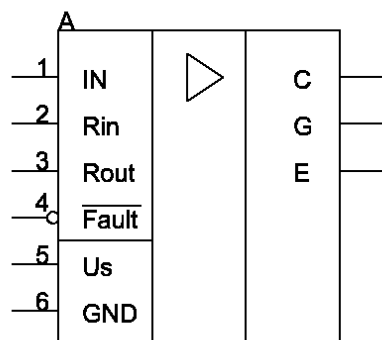 A
1 IN C
2 Rin G
3 Rout E
4 Fault
5 Us
6 GND